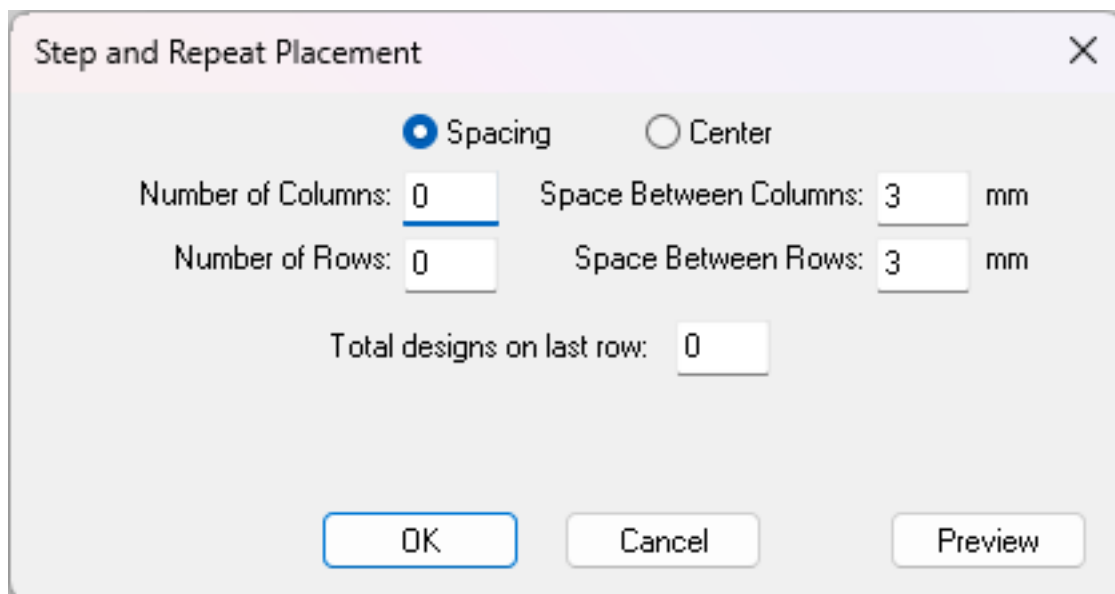 Step and Repeat Placement
Spacing Center
Number of Columns: 0 Space Between Columns: 3 mm
Number of Rows: 0 Space Between Rows: 3 mm
Total designs on last row: 0
OK Cancel Preview